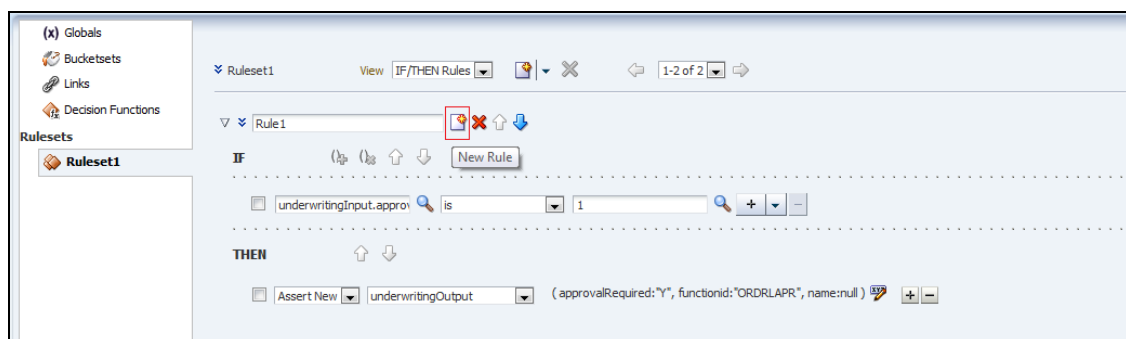 (x) Globals
Bucketsets
Links
Decision Functions
Rulesets
Ruleset1
Ruleset1 View IF/THEN Rules 1-2 of 2
Rule1
IF New Rule
underwritingInput.approv is 1
THEN
Assert New underwritingOutput ( approvalRequired:"Y", functionid:"ORDRLAPR", name:null )